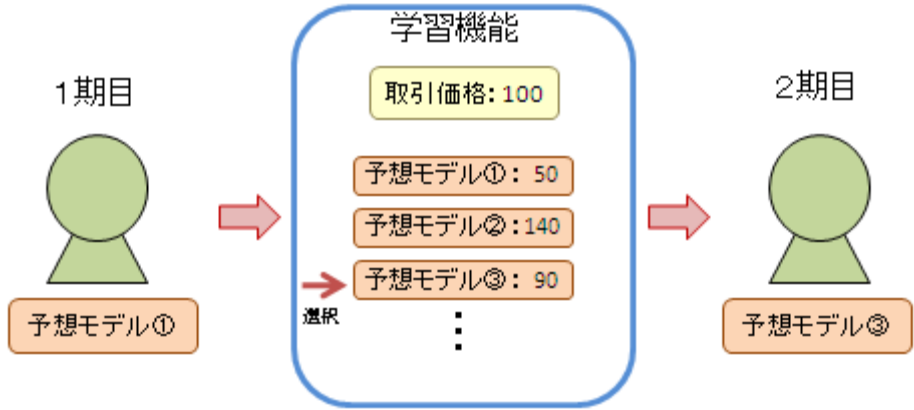 学習機能
1期目
取引価格:100
2期目
予想モデル①: 50
予想モデル②:140
予想モデル③: 90
選択
︙
予想モデル①
予想モデル③